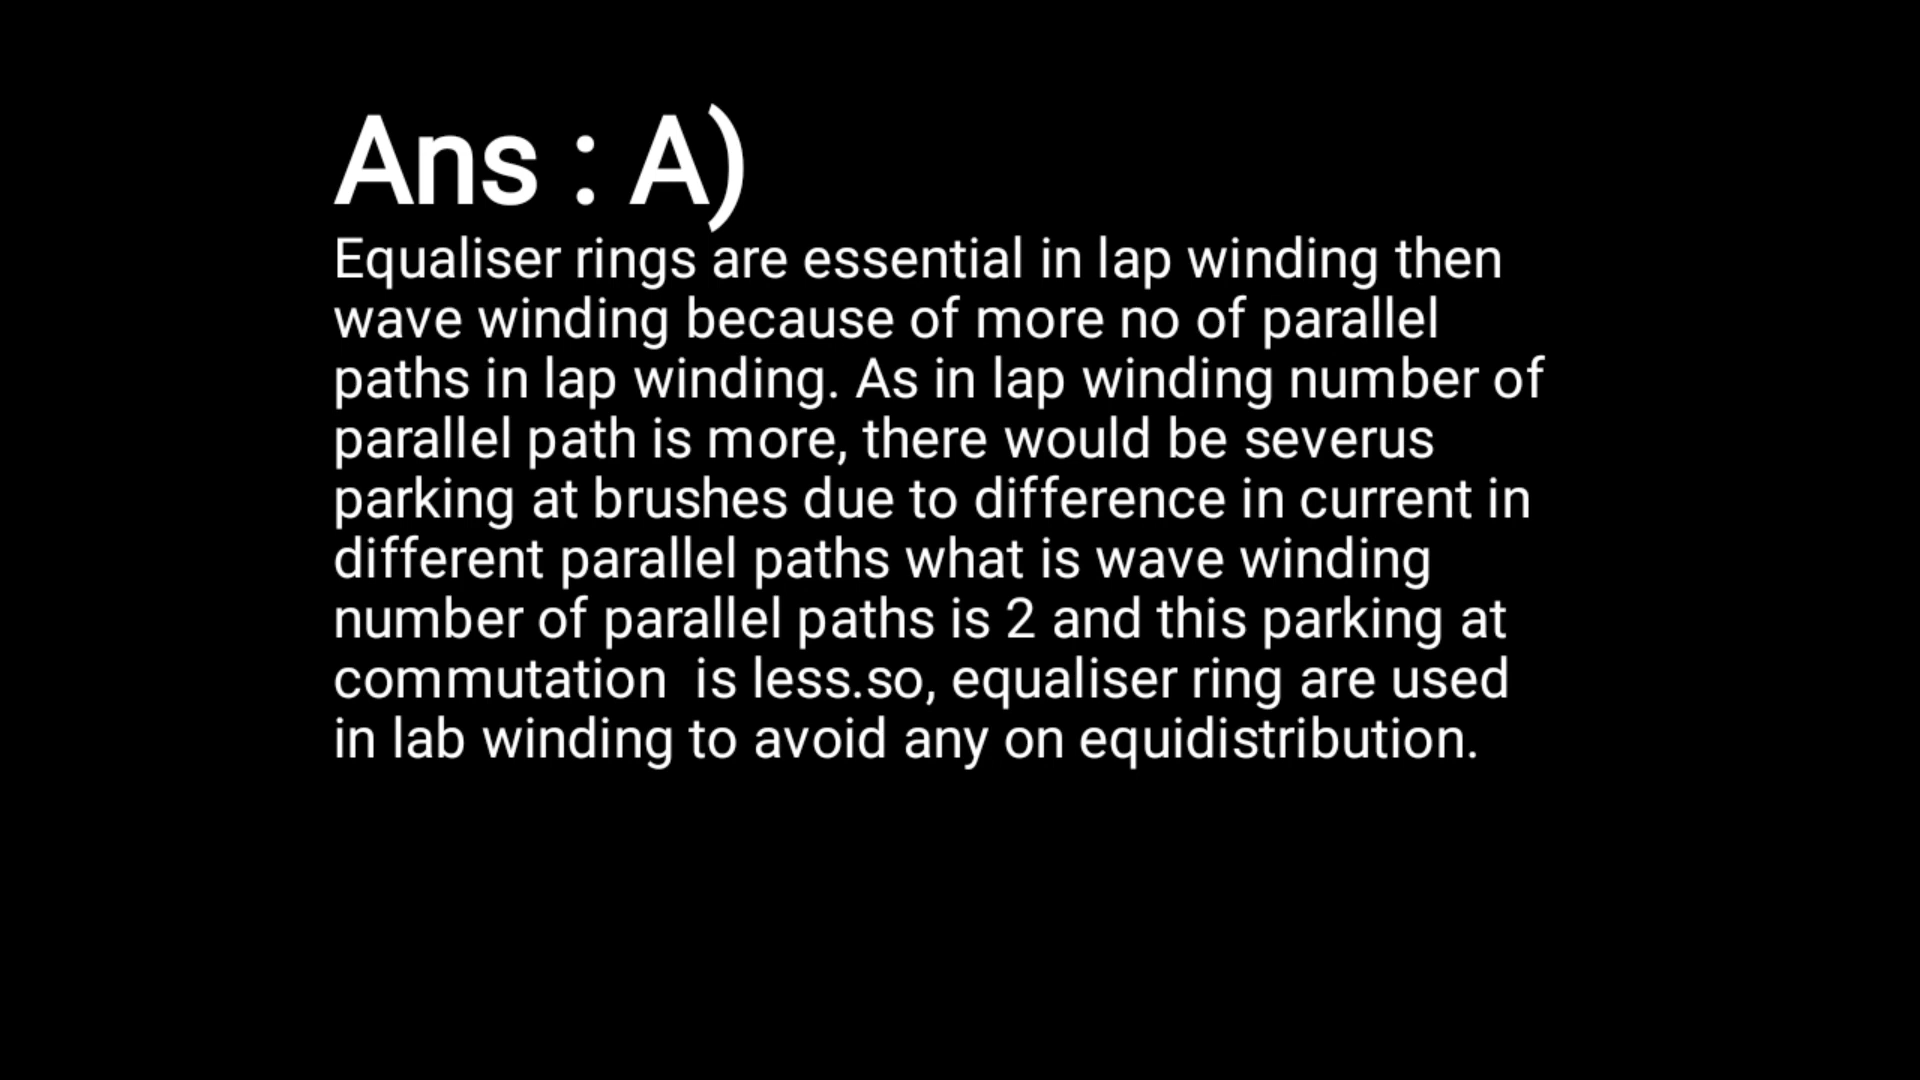 Ans : A)
Equaliser rings are essential in lap winding then
wave winding because of more no of parallel
paths in lap winding. As in lap winding number of
parallel path is more, there would be severus
parking at brushes due to difference in current in
different parallel paths what is wave winding
number of parallel paths is 2 and this parking at
commutation  is less.so, equaliser ring are used
in lab winding to avoid any on equidistribution.